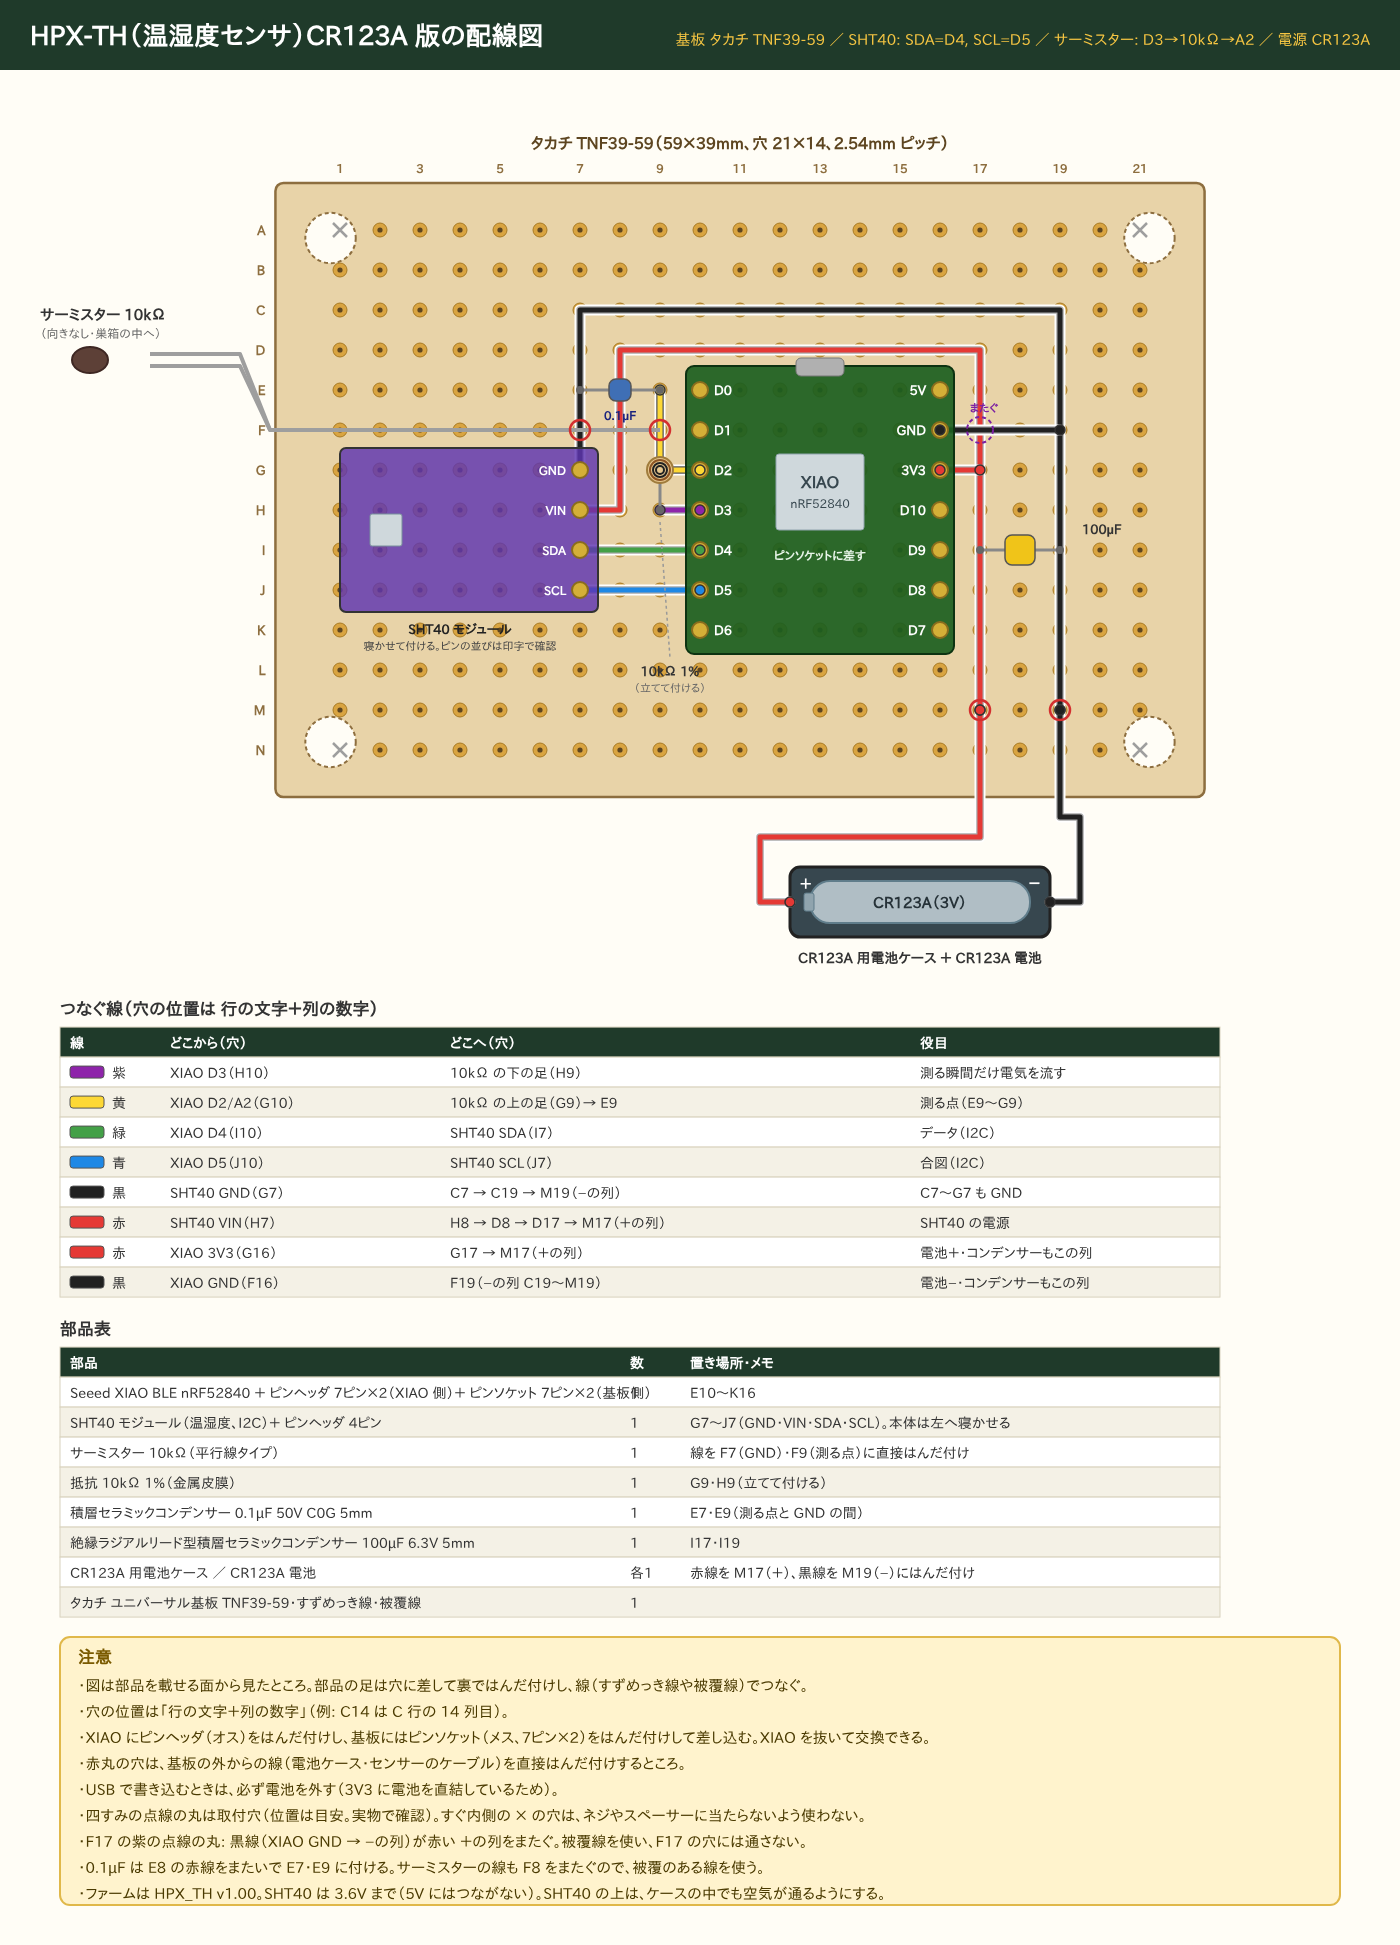 HPX-TH（温湿度センサ）CR123A 版の配線図
基板 タカチ TNF39-59 ／ SHT40: SDA=D4, SCL=D5 ／ サーミスター: D3→10kΩ→A2 ／ 電源 CR123A
タカチ TNF39-59（59×39mm、穴 21×14、2.54mm ピッチ）
1 3 5 7 9 11 13 15 17 19 21
A
B
C
サーミスター 10kΩ
（向きなし・巣箱の中へ）
D
E
D0
5V
またぐ
0.1µF
F
D1
GND
G
GND
D2
3V3
XIAO
nRF52840
H
VIN
D3
D10
100µF
I
SDA
D4
D9
ピンソケットに差す
J
SCL
D5
D8
K
SHT40 モジュール
D6
D7
寝かせて付ける。ピンの並びは印字で確認
L
10kΩ 1%
（立てて付ける）
M
N
+
−
CR123A（3V）
CR123A 用電池ケース ＋ CR123A 電池
つなぐ線（穴の位置は 行の文字＋列の数字）
線 どこから（穴） どこへ（穴） 役目
紫 XIAO D3（H10） 10kΩ の下の足（H9） 測る瞬間だけ電気を流す
黄 XIAO D2/A2（G10） 10kΩ の上の足（G9）→ E9 測る点（E9〜G9）
緑 XIAO D4（I10） SHT40 SDA（I7） データ（I2C）
青 XIAO D5（J10） SHT40 SCL（J7） 合図（I2C）
黒 SHT40 GND（G7） C7 → C19 → M19（−の列） C7〜G7 も GND
赤 SHT40 VIN（H7） H8 → D8 → D17 → M17（＋の列） SHT40 の電源
赤 XIAO 3V3（G16） G17 → M17（＋の列） 電池＋・コンデンサーもこの列
黒 XIAO GND（F16） F19（−の列 C19〜M19） 電池−・コンデンサーもこの列
部品表
部品 数 置き場所・メモ
Seeed XIAO BLE nRF52840 ＋ ピンヘッダ 7ピン×2（XIAO 側）＋ ピンソケット 7ピン×2（基板側） E10〜K16
SHT40 モジュール（温湿度、I2C）＋ ピンヘッダ 4ピン 1 G7〜J7（GND・VIN・SDA・SCL）。本体は左へ寝かせる
サーミスター 10kΩ（平行線タイプ） 1 線を F7（GND）・F9（測る点）に直接はんだ付け
抵抗 10kΩ 1%（金属皮膜） 1 G9・H9（立てて付ける）
積層セラミックコンデンサー 0.1µF 50V C0G 5mm 1 E7・E9（測る点と GND の間）
絶縁ラジアルリード型積層セラミックコンデンサー 100µF 6.3V 5mm 1 I17・I19
CR123A 用電池ケース ／ CR123A 電池 各1 赤線を M17（＋）、黒線を M19（−）にはんだ付け
タカチ ユニバーサル基板 TNF39-59・すずめっき線・被覆線 1
注意
・図は部品を載せる面から見たところ。部品の足は穴に差して裏ではんだ付けし、線（すずめっき線や被覆線）でつなぐ。
・穴の位置は「行の文字＋列の数字」（例: C14 は C 行の 14 列目）。
・XIAO にピンヘッダ（オス）をはんだ付けし、基板にはピンソケット（メス、7ピン×2）をはんだ付けして差し込む。XIAO を抜いて交換できる。
・赤丸の穴は、基板の外からの線（電池ケース・センサーのケーブル）を直接はんだ付けするところ。
・USB で書き込むときは、必ず電池を外す（3V3 に電池を直結しているため）。
・四すみの点線の丸は取付穴（位置は目安。実物で確認）。すぐ内側の × の穴は、ネジやスペーサーに当たらないよう使わない。
・F17 の紫の点線の丸: 黒線（XIAO GND → −の列）が赤い ＋の列をまたぐ。被覆線を使い、F17 の穴には通さない。
・0.1µF は E8 の赤線をまたいで E7・E9 に付ける。サーミスターの線も F8 をまたぐので、被覆のある線を使う。
・ファームは HPX_TH v1.00。SHT40 は 3.6V まで（5V にはつながない）。SHT40 の上は、ケースの中でも空気が通るようにする。